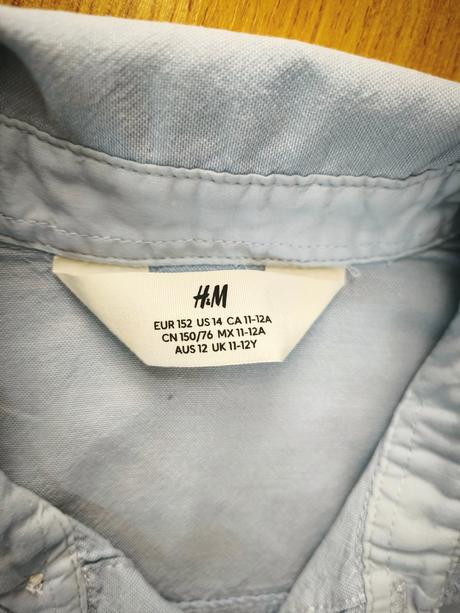 H&M
EUR 152 US 14 CA 11-12A
CN 150/76 MX 11-12A
AUS 12 UK 11-12Y